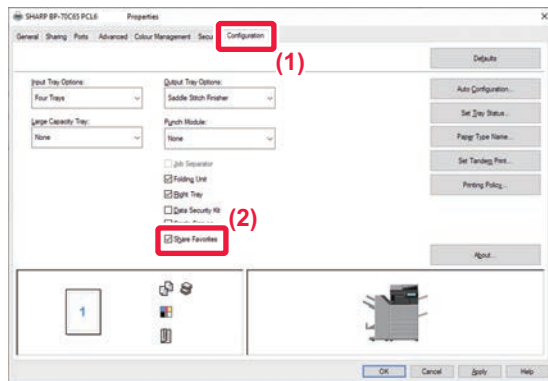 SHARP BP-70C65 PCL6 Properties
General Sharing Ports Advanced Colour Management Configuration
(1)
Defaults
Input Tray Options:
Four Trays
Output Tray Options:
Saddle Stitch Finisher
Auto Configuration...
Large Capacity Tray:
None
Punch Module:
None
Set Tray Status...
Paper Type Name...
Job Separator
Set Tandem Print...
Folding Unit
Printing Policy...
Right Tray
Data Security Kit
(2)
Share Favorites
About...
1
OK Cancel Apply Help